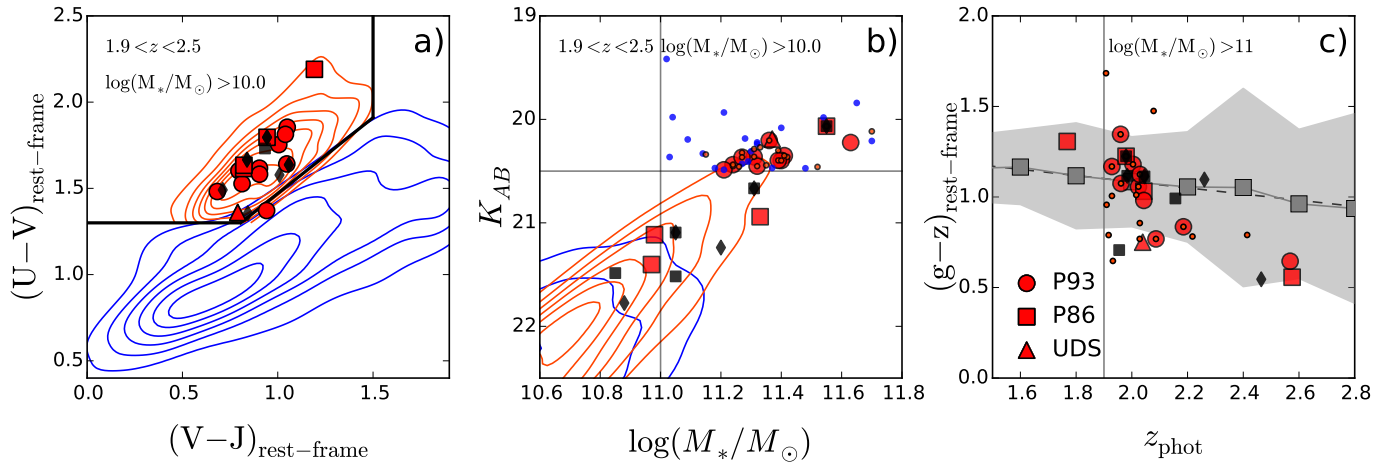 a)
1.9<z<2.5
log(M*/M⊙)>10.0
(U−V)rest−frame
2.5
2.0
1.5
1.0
0.5
0.0 0.5 1.0 1.5
(V−J)rest−frame
b)
1.9<z<2.5 log(M*/M⊙)>10.0
K_AB
19
20
21
22
10.6 10.8 11.0 11.2 11.4 11.6 11.8
log(M*/M⊙)
c)
log(M*/M⊙)>11
(g−z)rest−frame
2.0
1.5
1.0
0.5
0.0
P93
P86
UDS
1.6 1.8 2.0 2.2 2.4 2.6 2.8
z_phot